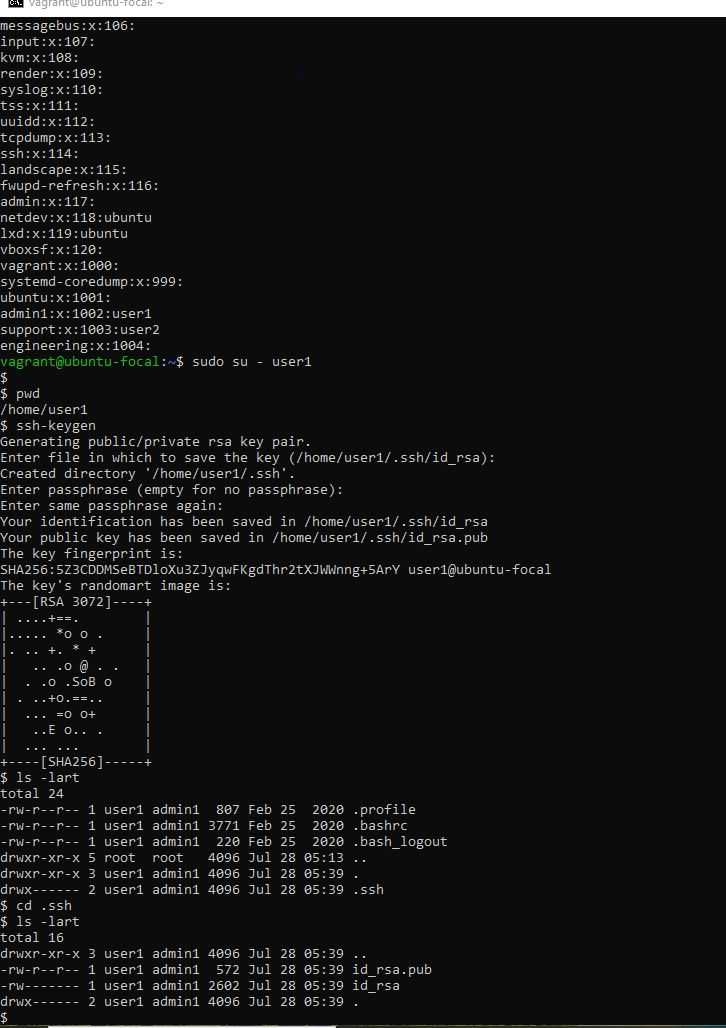 vagrant@ubuntu-focal: ~
messagebus:x:106:
input:x:107:
kvm:x:108:
render:x:109:
syslog:x:110:
tss:x:111:
uuidd:x:112:
tcpdump:x:113:
ssh:x:114:
landscape:x:115:
fwupd-refresh:x:116:
admin:x:117:
netdev:x:118:ubuntu
lxd:x:119:ubuntu
vboxsf:x:120:
vagrant:x:1000:
systemd-coredump:x:999:
ubuntu:x:1001:
admin1:x:1002:user1
support:x:1003:user2
engineering:x:1004:
vagrant@ubuntu-focal:~$ sudo su - user1
$
$ pwd
/home/user1
$ ssh-keygen
Generating public/private rsa key pair.
Enter file in which to save the key (/home/user1/.ssh/id_rsa):
Created directory '/home/user1/.ssh'.
Enter passphrase (empty for no passphrase):
Enter same passphrase again:
Your identification has been saved in /home/user1/.ssh/id_rsa
Your public key has been saved in /home/user1/.ssh/id_rsa.pub
The key fingerprint is:
SHA256:5Z3CDDMSeBTDloXu3ZJyqwFKgdThr2tXJWWnng+5ArY user1@ubuntu-focal
The key's randomart image is:
+---[RSA 3072]----+
| ....+==.        |
|..... *o o .     |
|. .. +. * +      |
|   .. .o @ . .   |
|  . .o .SoB o    |
| . ..+o.==..     |
|  ... =o o+      |
|   ..E o.. .     |
|  ... ...        |
+----[SHA256]-----+
$ ls -lart
total 24
-rw-r--r-- 1 user1 admin1  807 Feb 25  2020 .profile
-rw-r--r-- 1 user1 admin1 3771 Feb 25  2020 .bashrc
-rw-r--r-- 1 user1 admin1  220 Feb 25  2020 .bash_logout
drwxr-xr-x 5 root  root   4096 Jul 28 05:13 ..
drwxr-xr-x 3 user1 admin1 4096 Jul 28 05:39 .
drwx------ 2 user1 admin1 4096 Jul 28 05:39 .ssh
$ cd .ssh
$ ls -lart
total 16
drwxr-xr-x 3 user1 admin1 4096 Jul 28 05:39 ..
-rw-r--r-- 1 user1 admin1  572 Jul 28 05:39 id_rsa.pub
-rw------- 1 user1 admin1 2602 Jul 28 05:39 id_rsa
drwx------ 2 user1 admin1 4096 Jul 28 05:39 .
$